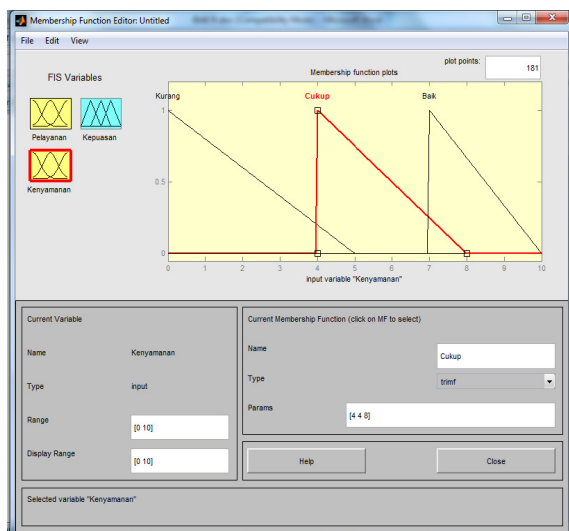 Membership Function Editor: Untitled
File Edit View
FIS Variables
Pelayanan Kepuasan
Kenyamanan
plot points: 181
Membership function plots
Kurang Cukup Baik
1
0.5
0
0 1 2 3 4 5 6 7 8 9 10
input variable "Kenyamanan"
Current Variable
Name Kenyamanan
Type input
Range [0 10]
Display Range [0 10]
Current Membership Function (click on MF to select)
Name Cukup
Type trimf
Params [4 4 8]
Help Close
Selected variable "Kenyamanan"